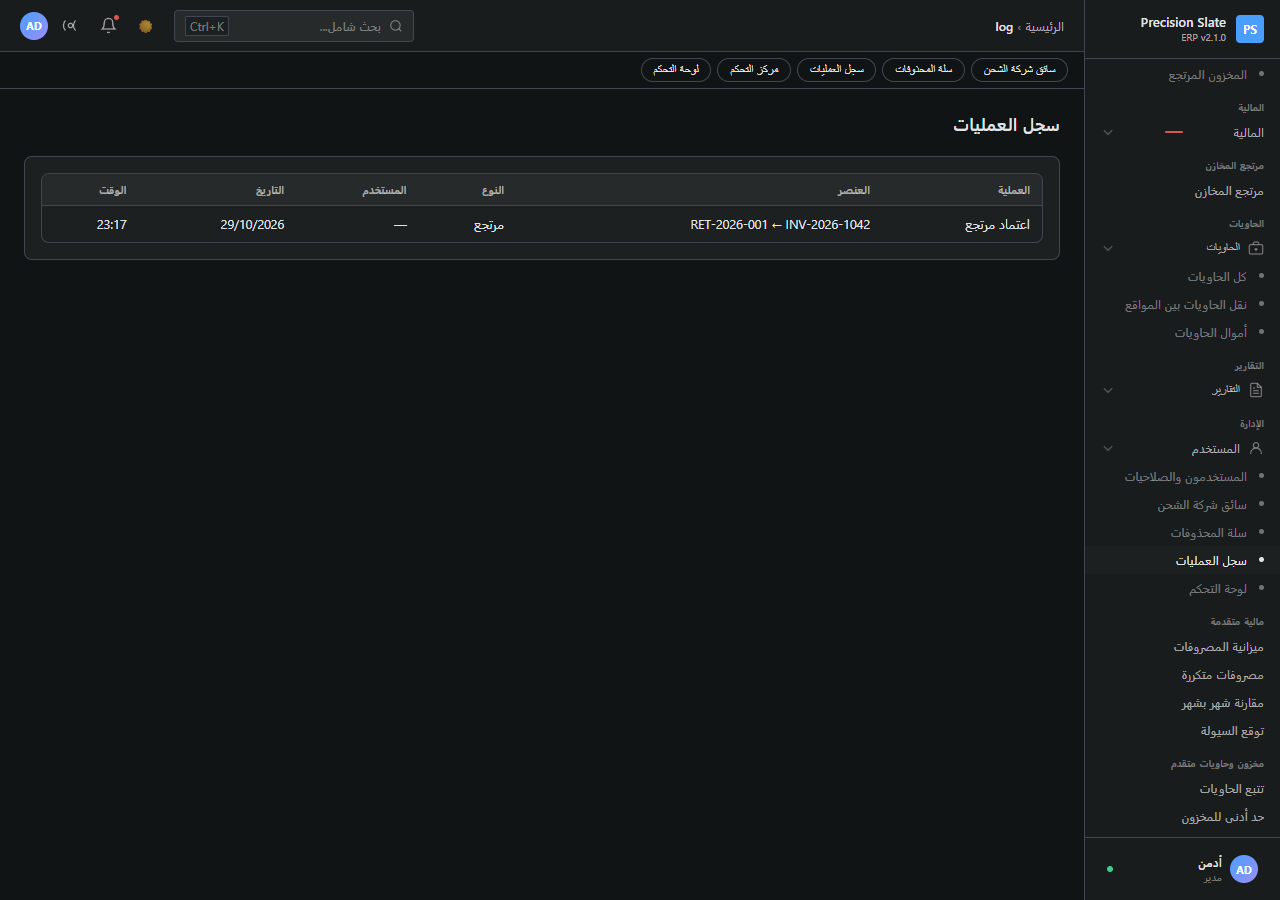 Precision Slate
ERP v2.1.0
PS
المخزون المرتجع
المالية
المالية
مرتجع المخازن
مرتجع المخازن
الحاويات
الحاويات
كل الحاويات
نقل الحاويات بين المواقع
أموال الحاويات
التقارير
التقارير
الإدارة
المستخدم
المستخدمون والصلاحيات
سائق شركة الشحن
سلة المحذوفات
سجل العمليات
لوحة التحكم
مالية متقدمة
ميزانية المصروفات
مصروفات متكررة
مقارنة شهر بشهر
توقع السيولة
مخزون وحاويات متقدم
تتبع الحاويات
حد أدنى للمخزون
أدمن
مدير
AD
الرئيسية › log
بحث شامل... Ctrl+K
AD
سائق شركة الشحن سلة المحذوفات سجل العمليات مركز التحكم لوحة التحكم
سجل العمليات
العملية العنصر النوع المستخدم التاريخ الوقت
اعتماد مرتجع RET-2026-001 ← INV-2026-1042 مرتجع — 29/10/2026 23:17